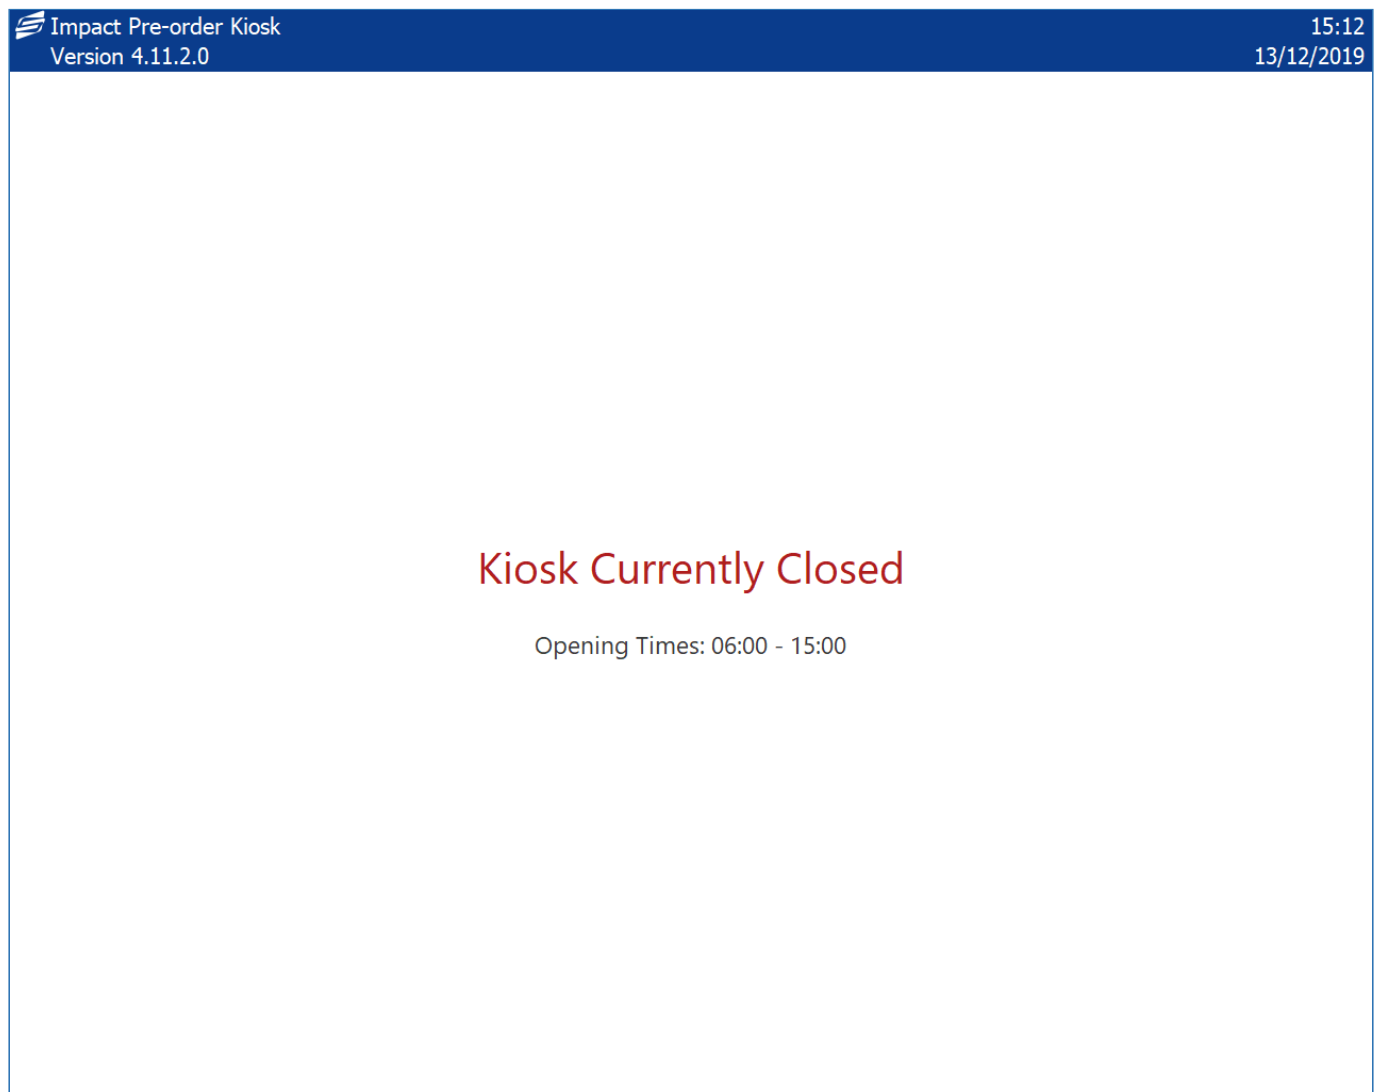 Impact Pre-order Kiosk
15:12
Version 4.11.2.0
13/12/2019
Kiosk Currently Closed
Opening Times: 06:00 - 15:00